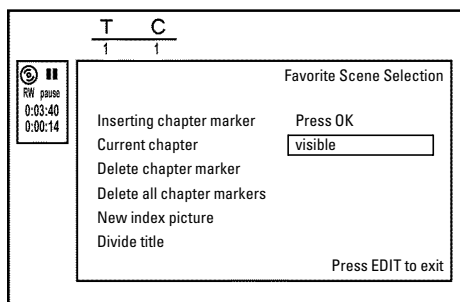 T C
1 1
RW pause
0:03:40
0:00:14
Favorite Scene Selection
Inserting chapter marker Press OK
Current chapter visible
Delete chapter marker
Delete all chapter markers
New index picture
Divide title
Press EDIT to exit